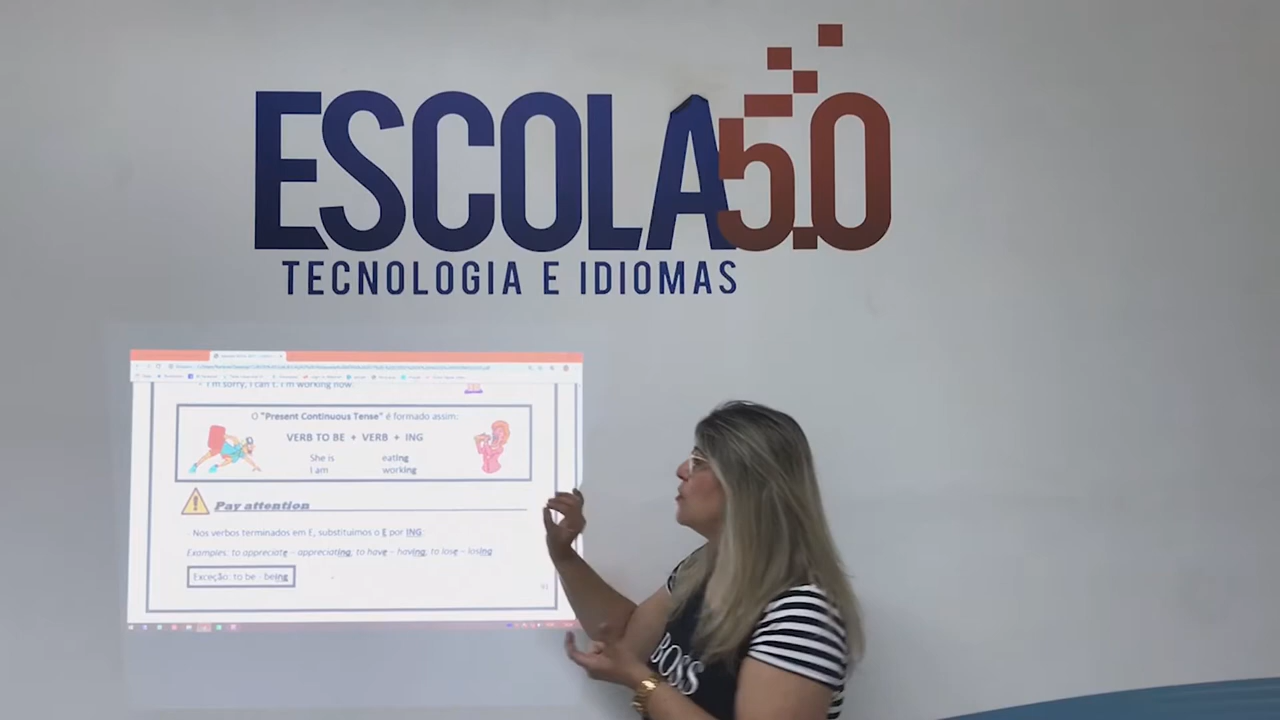 ESCOLA 5.0
TECNOLOGIA E IDIOMAS
I'm sorry, I can't. I'm working now.
O "Present Continuous Tense" é formado assim:
VERB TO BE + VERB + ING
She is eating
I am working
Pay attention
Nos verbos terminados em E, substituímos o E por ING:
Examples: to appreciate – appreciating; to have – having; to lose – losing
Exceção: to be - being
BOSS